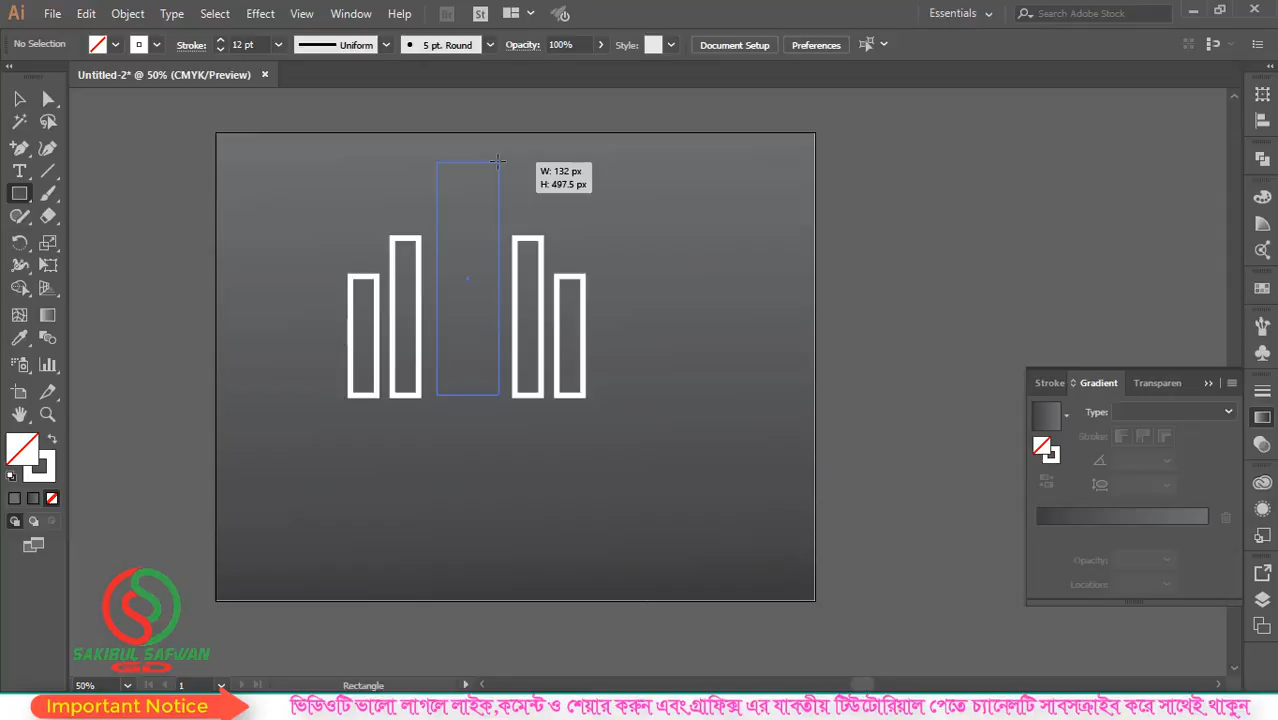 Ai File Edit Object Type Select Effect View Window Help Br St Essentials Search Adobe Stock
No Selection Stroke: 12 pt Uniform 5 pt. Round Opacity: 100% Style: Document Setup Preferences
Untitled-2* @ 50% (CMYK/Preview) ×
W: 132 px
H: 497.5 px
Stroke Gradient Transparen
Type:
Stroke:
Opacity:
Location:
SAKIBUL SAFWAN
50% 1 Rectangle
Important Notice ভিডিওটি ভালো লাগলে লাইক,কমেন্ট ও শেয়ার করুন এবং গ্রাফিক্স এর যাবতীয় টিউটোরিয়াল পেতে চ্যানেলটি সাবসক্রাইব করে সাথেই থাকুন